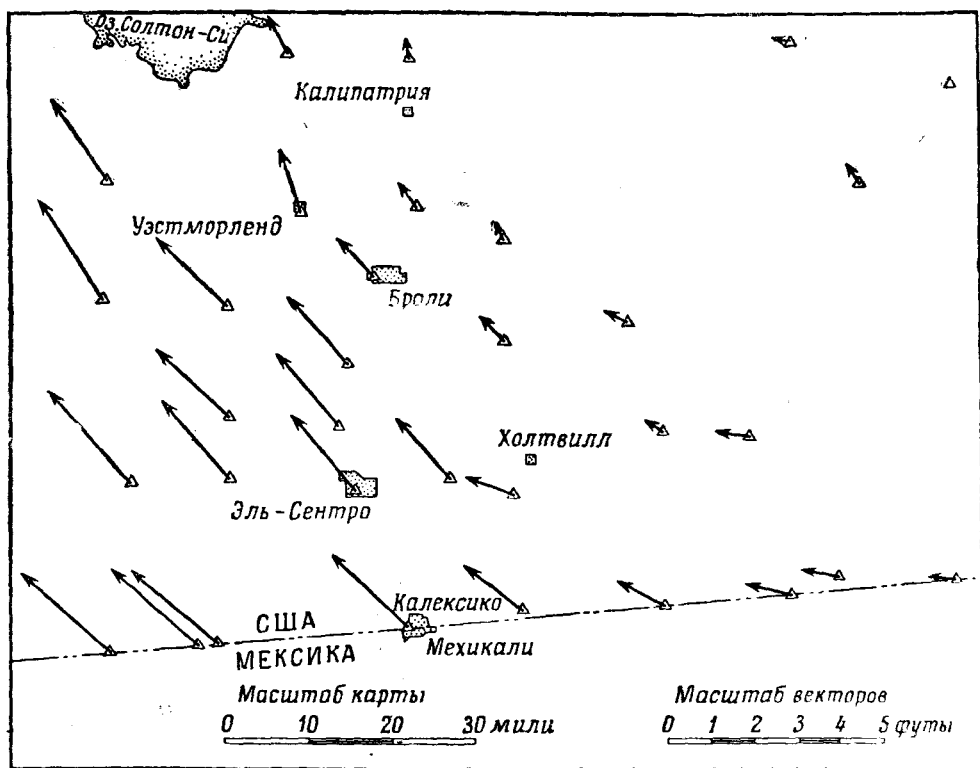 оз. Солтон-Си
Калипатрия
Уэстморленд
Броли
Холтвилл
Эль-Сентро
Калексико
США
МЕКСИКА
Мехикали
Масштаб карты
0 10 20 30 мили
Масштаб векторов
0 1 2 3 4 5 футы